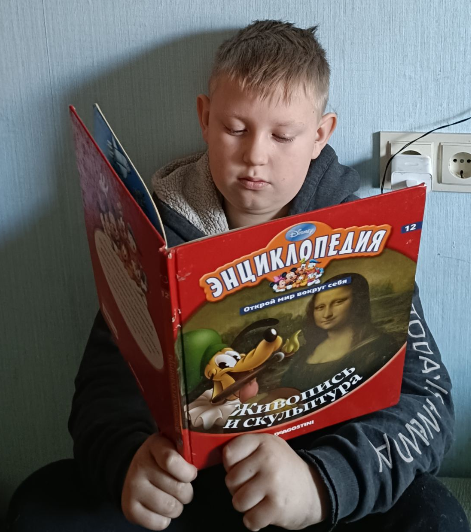 Disney
12
ЭНЦИКЛОПЕДИЯ
Открой мир вокруг себя
Живопись
и скульптура
DeAGOSTINI